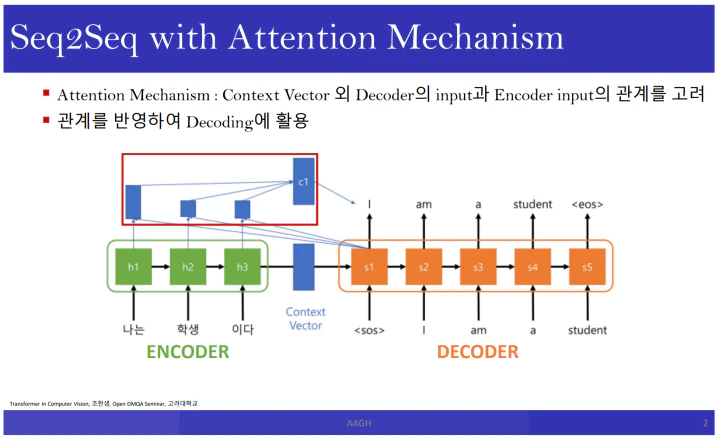 Seq2Seq with Attention Mechanism
Attention Mechanism : Context Vector 외 Decoder의 input과 Encoder input의 관계를 고려
관계를 반영하여 Decoding에 활용
c1
I am a student <eos>
h1 h2 h3 s1 s2 s3 s4 s5
Context
Vector
나는 학생 이다 <sos> I am a student
ENCODER DECODER
Transformer in Computer Vision, 조한샘, Open DMQA Seminar, 고려대학교
AAGH 2